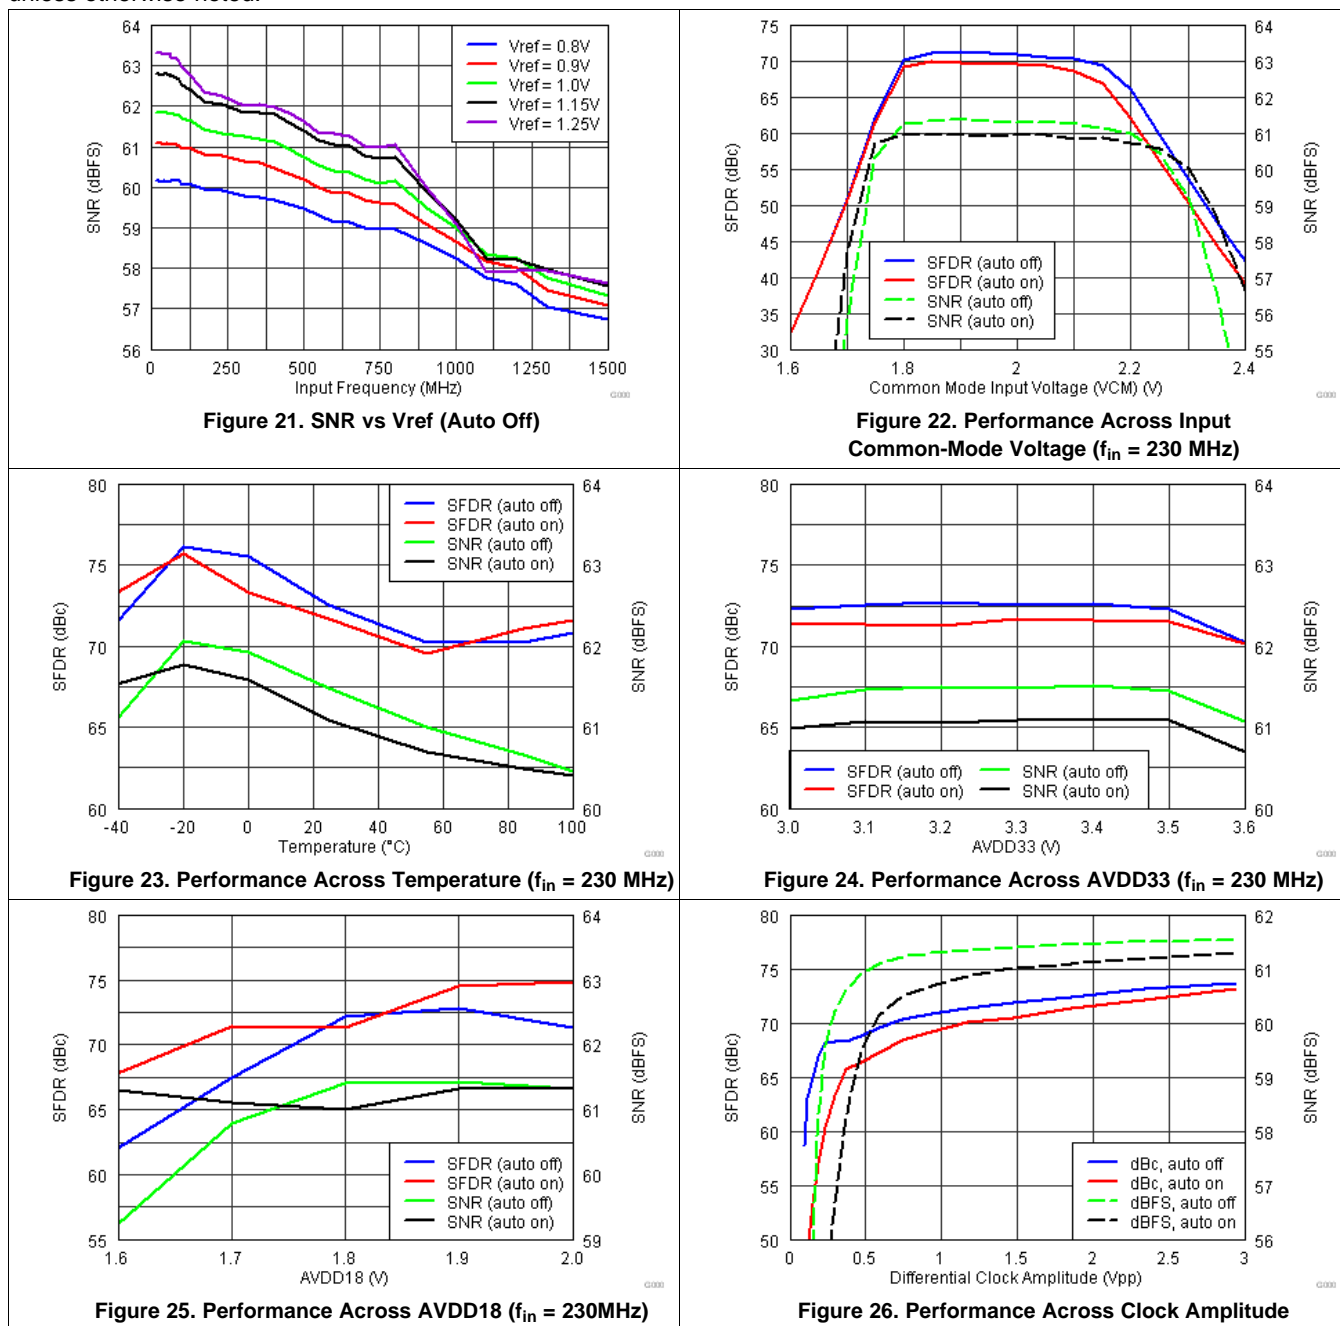 64
63
62
61
60
59
58
57
56
SNR (dBFS)
Vref = 0.8V
Vref = 0.9V
Vref = 1.0V
Vref = 1.15V
Vref = 1.25V
0 250 500 750 1000 1250 1500
Input Frequency (MHz)
Figure 21. SNR vs Vref (Auto Off)
75
70
65
60
55
50
45
40
35
30
SFDR (dBc)
SFDR (auto off)
SFDR (auto on)
SNR (auto off)
SNR (auto on)
64
63
62
61
60
59
58
57
56
55
SNR (dBFS)
1.6 1.8 2 2.2 2.4
Common Mode Input Voltage (VCM) (V)
Figure 22. Performance Across Input
Common-Mode Voltage (fin = 230 MHz)
80
75
70
65
60
SFDR (dBc)
SFDR (auto off)
SFDR (auto on)
SNR (auto off)
SNR (auto on)
64
63
62
61
60
SNR (dBFS)
-40 -20 0 20 40 60 80 100
Temperature (°C)
Figure 23. Performance Across Temperature (fin = 230 MHz)
80
75
70
65
60
SFDR (dBc)
SFDR (auto off) SNR (auto off)
SFDR (auto on) SNR (auto on)
64
63
62
61
60
SNR (dBFS)
3.0 3.1 3.2 3.3 3.4 3.5 3.6
AVDD33 (V)
Figure 24. Performance Across AVDD33 (fin = 230 MHz)
80
75
70
65
60
55
SFDR (dBc)
SFDR (auto off)
SFDR (auto on)
SNR (auto off)
SNR (auto on)
64
63
62
61
60
59
SNR (dBFS)
1.6 1.7 1.8 1.9 2.0
AVDD18 (V)
Figure 25. Performance Across AVDD18 (fin = 230MHz)
80
75
70
65
60
55
50
SFDR (dBc)
dBc, auto off
dBc, auto on
dBFS, auto off
dBFS, auto on
62
61
60
59
58
57
56
SNR (dBFS)
0 0.5 1 1.5 2 2.5 3
Differential Clock Amplitude (Vpp)
Figure 26. Performance Across Clock Amplitude